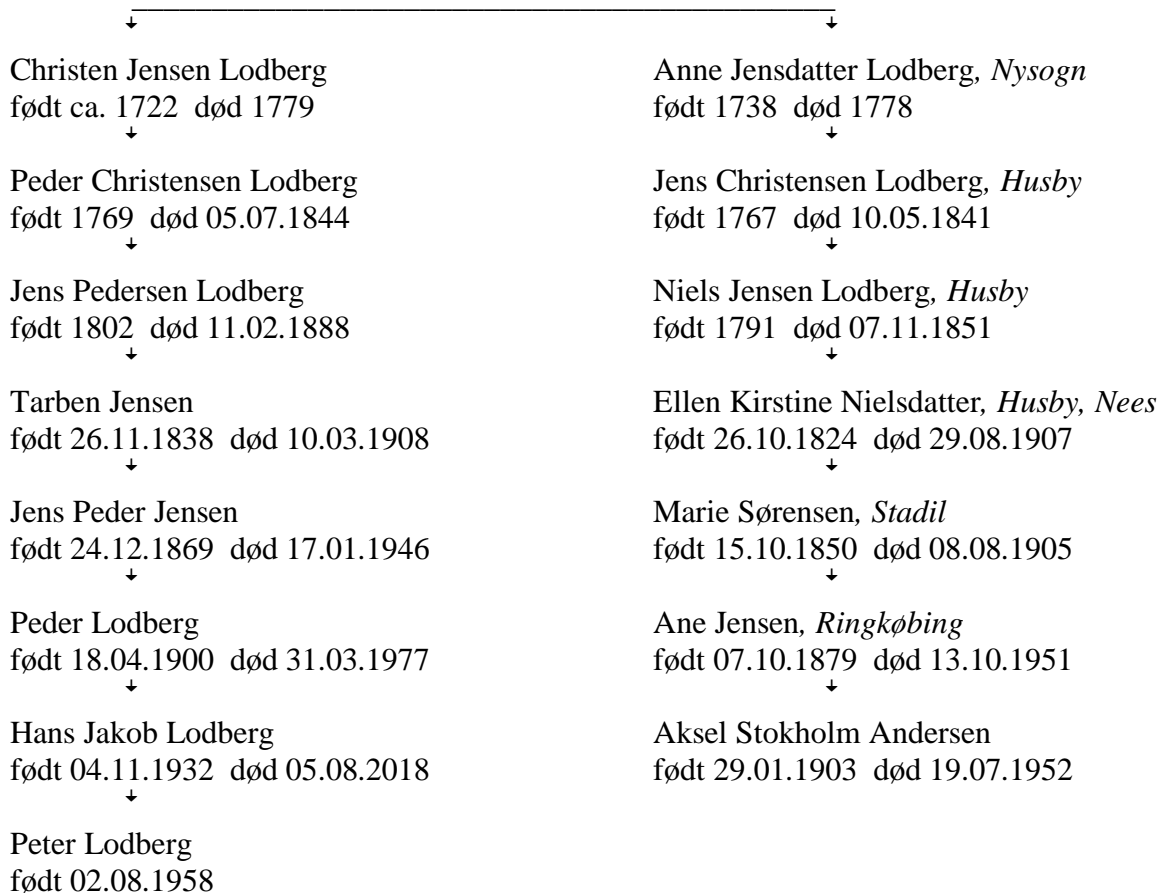 Christen Jensen Lodberg
født ca. 1722 død 1779
Peder Christensen Lodberg
født 1769 død 05.07.1844
Jens Pedersen Lodberg
født 1802 død 11.02.1888
Tarben Jensen
født 26.11.1838 død 10.03.1908
Jens Peder Jensen
født 24.12.1869 død 17.01.1946
Peder Lodberg
født 18.04.1900 død 31.03.1977
Hans Jakob Lodberg
født 04.11.1932 død 05.08.2018
Peter Lodberg
født 02.08.1958
Anne Jensdatter Lodberg, Nysogn
født 1738 død 1778
Jens Christensen Lodberg, Husby
født 1767 død 10.05.1841
Niels Jensen Lodberg, Husby
født 1791 død 07.11.1851
Ellen Kirstine Nielsdatter, Husby, Nees
født 26.10.1824 død 29.08.1907
Marie Sørensen, Stadil
født 15.10.1850 død 08.08.1905
Ane Jensen, Ringkøbing
født 07.10.1879 død 13.10.1951
Aksel Stokholm Andersen
født 29.01.1903 død 19.07.1952